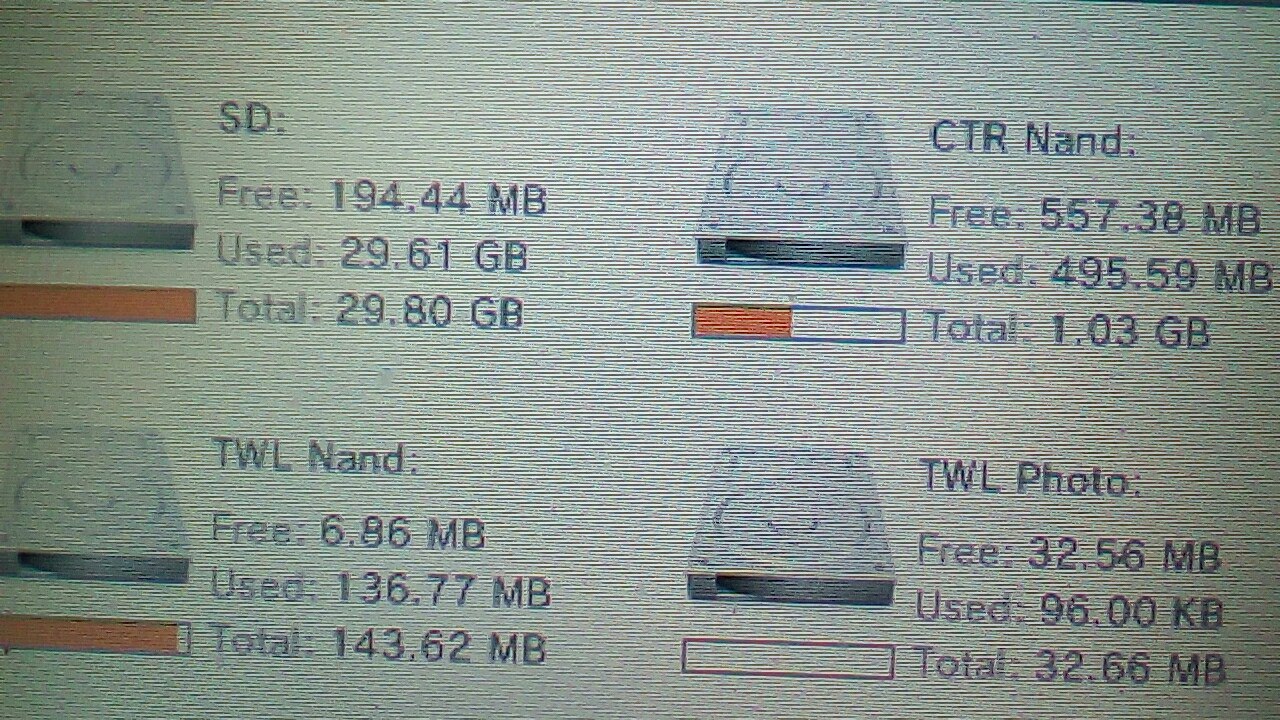 SD:
Free: 194.44 MB
Used: 29.61 GB
Total: 29.80 GB
CTR Nand:
Free: 557.38 MB
Used: 495.59 MB
Total: 1.03 GB
TWL Nand:
Free: 6.86 MB
Used: 136.77 MB
Total: 143.62 MB
TWL Photo:
Free: 32.56 MB
Used: 96.00 KB
Total: 32.66 MB